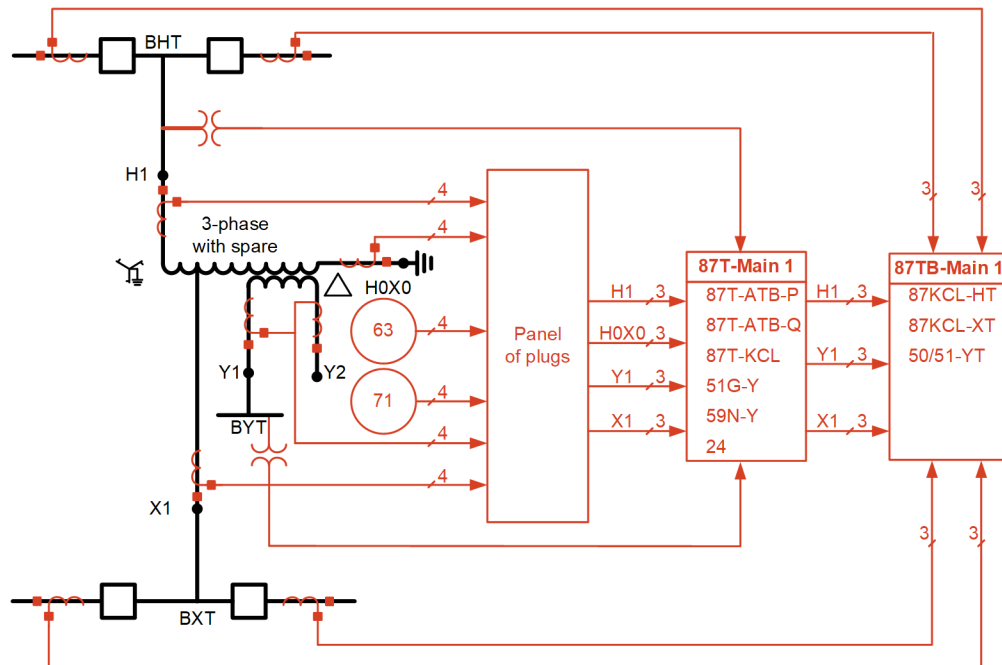 BHT
H1
3-phase
with spare
H0X0
63
71
Y1
Y2
BYT
X1
BXT
4
4
4
4
4
4
Panel
of plugs
H1 3
H0X0 3
Y1 3
X1 3
87T-Main 1
87T-ATB-P
87T-ATB-Q
87T-KCL
51G-Y
59N-Y
24
H1 3
Y1 3
X1 3
3
3
87TB-Main 1
87KCL-HT
87KCL-XT
50/51-YT
3
3